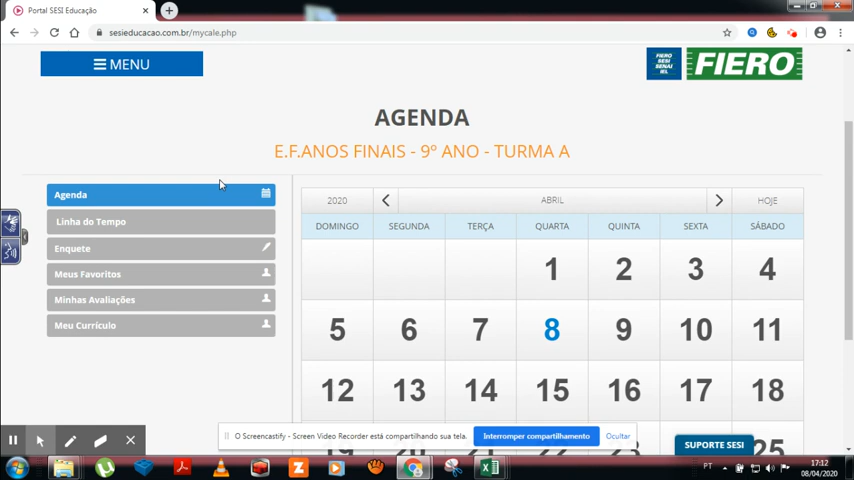 Portal SESI Educação
sesieducacao.com.br/mycale.php
MENU
FIERO SESI SENAI IEL
FIERO
AGENDA
E.F.ANOS FINAIS - 9º ANO - TURMA A
Agenda
Linha do Tempo
Enquete
Meus Favoritos
Minhas Avaliações
Meu Currículo
2020 ABRIL HOJE
DOMINGO SEGUNDA TERÇA QUARTA QUINTA SEXTA SÁBADO
1 2 3 4
5 6 7 8 9 10 11
12 13 14 15 16 17 18
25
O Screencastify - Screen Video Recorder está compartilhando sua tela. Interromper compartilhamento Ocultar
SUPORTE SESI
PT 17:12
08/04/2020